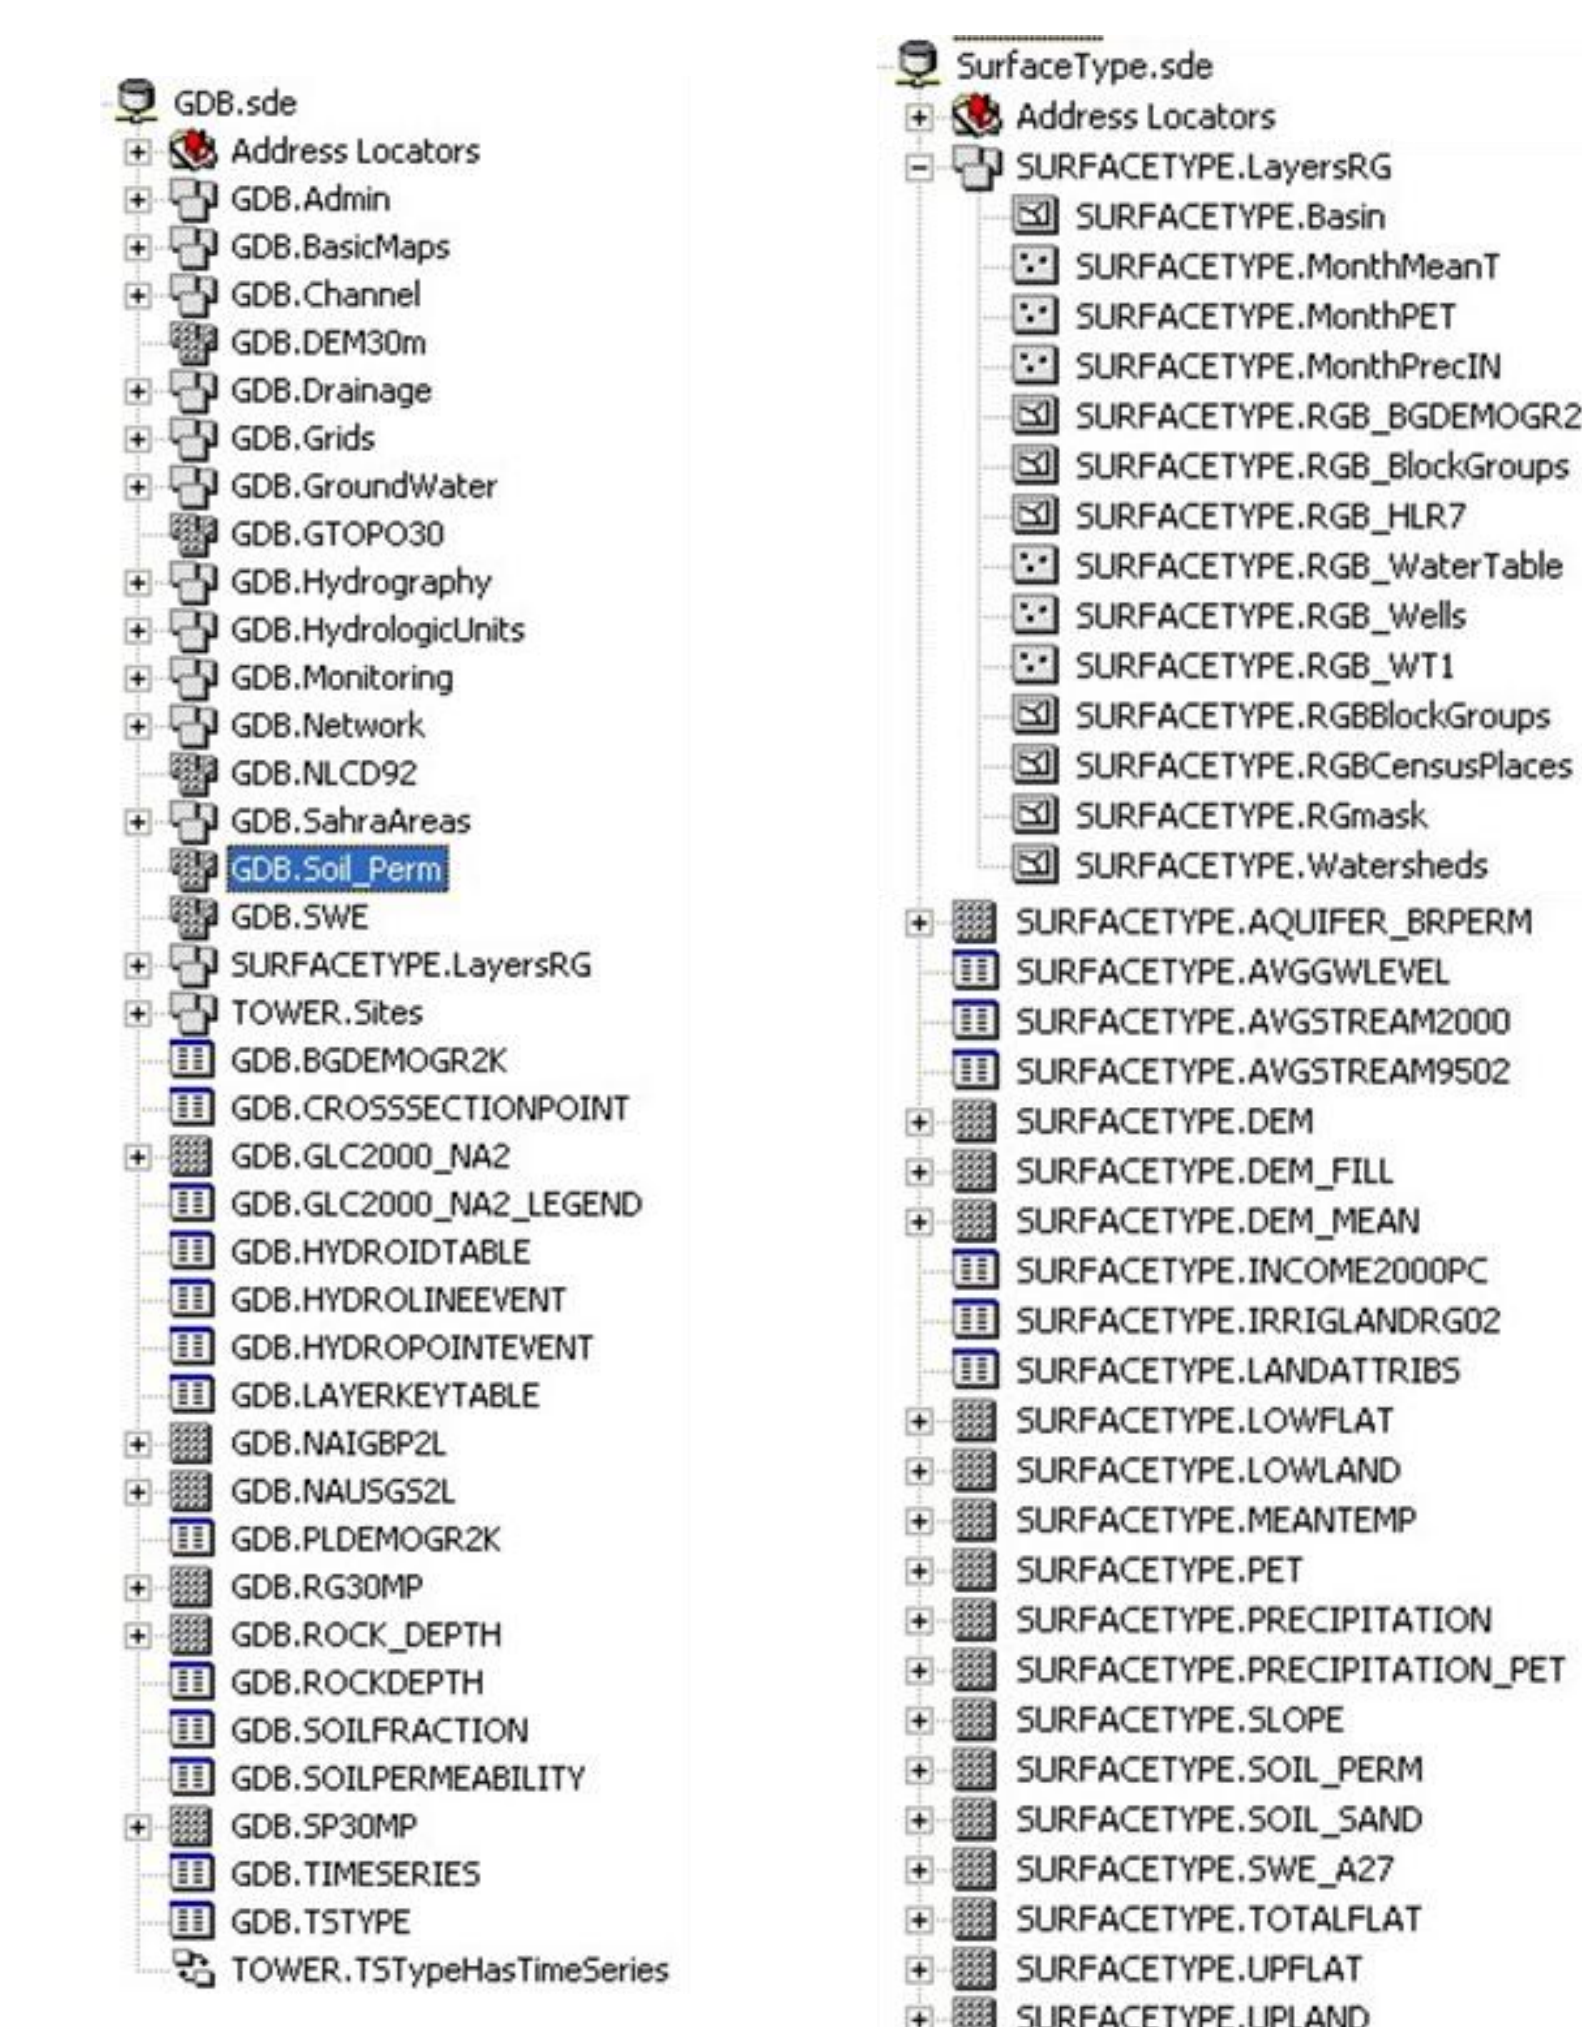 GDB.sde
Address Locators
GDB.Admin
GDB.BasicMaps
GDB.Channel
GDB.DEM30m
GDB.Drainage
GDB.Grids
GDB.GroundWater
GDB.GTOPO30
GDB.Hydrography
GDB.HydrologicUnits
GDB.Monitoring
GDB.Network
GDB.NLCD92
GDB.SahraAreas
GDB.Soil_Perm
GDB.SWE
SURFACETYPE.LayersRG
TOWER.Sites
GDB.BGDEMOGR2K
GDB.CROSSSECTIONPOINT
GDB.GLC2000_NA2
GDB.GLC2000_NA2_LEGEND
GDB.HYDROIDTABLE
GDB.HYDROLINEEVENT
GDB.HYDROPOINTEVENT
GDB.LAYERKEYTABLE
GDB.NAIGBP2L
GDB.NAUSGS2L
GDB.PLDEMOGR2K
GDB.RG30MP
GDB.ROCK_DEPTH
GDB.ROCKDEPTH
GDB.SOILFRACTION
GDB.SOILPERMEABILITY
GDB.SP30MP
GDB.TIMESERIES
GDB.TSTYPE
TOWER.TSTypeHasTimeSeries
SurfaceType.sde
Address Locators
SURFACETYPE.LayersRG
SURFACETYPE.Basin
SURFACETYPE.MonthMeanT
SURFACETYPE.MonthPET
SURFACETYPE.MonthPrecIN
SURFACETYPE.RGB_BGDEMOGR2
SURFACETYPE.RGB_BlockGroups
SURFACETYPE.RGB_HLR7
SURFACETYPE.RGB_WaterTable
SURFACETYPE.RGB_Wells
SURFACETYPE.RGB_WT1
SURFACETYPE.RGBBlockGroups
SURFACETYPE.RGBCensusPlaces
SURFACETYPE.RGmask
SURFACETYPE.Watersheds
SURFACETYPE.AQUIFER_BRPERM
SURFACETYPE.AVGGWLEVEL
SURFACETYPE.AVGSTREAM2000
SURFACETYPE.AVGSTREAM9502
SURFACETYPE.DEM
SURFACETYPE.DEM_FILL
SURFACETYPE.DEM_MEAN
SURFACETYPE.INCOME2000PC
SURFACETYPE.IRRIGLANDRG02
SURFACETYPE.LANDATTRIBS
SURFACETYPE.LOWFLAT
SURFACETYPE.LOWLAND
SURFACETYPE.MEANTEMP
SURFACETYPE.PET
SURFACETYPE.PRECIPITATION
SURFACETYPE.PRECIPITATION_PET
SURFACETYPE.SLOPE
SURFACETYPE.SOIL_PERM
SURFACETYPE.SOIL_SAND
SURFACETYPE.SWE_A27
SURFACETYPE.TOTALFLAT
SURFACETYPE.UPFLAT
SURFACETYPE.UPLAND